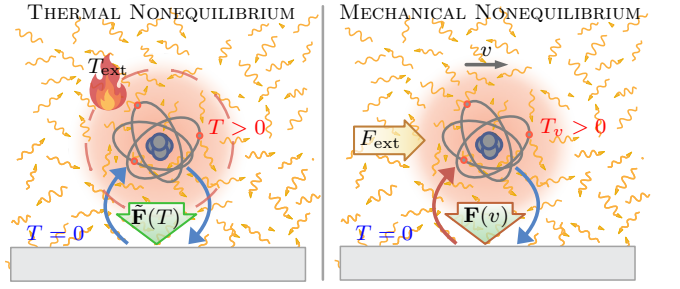 Thermal Nonequilibrium
T_ext
T > 0
F̃(T)
T = 0
Mechanical Nonequilibrium
v
F_ext
T_v > 0
F(v)
T = 0